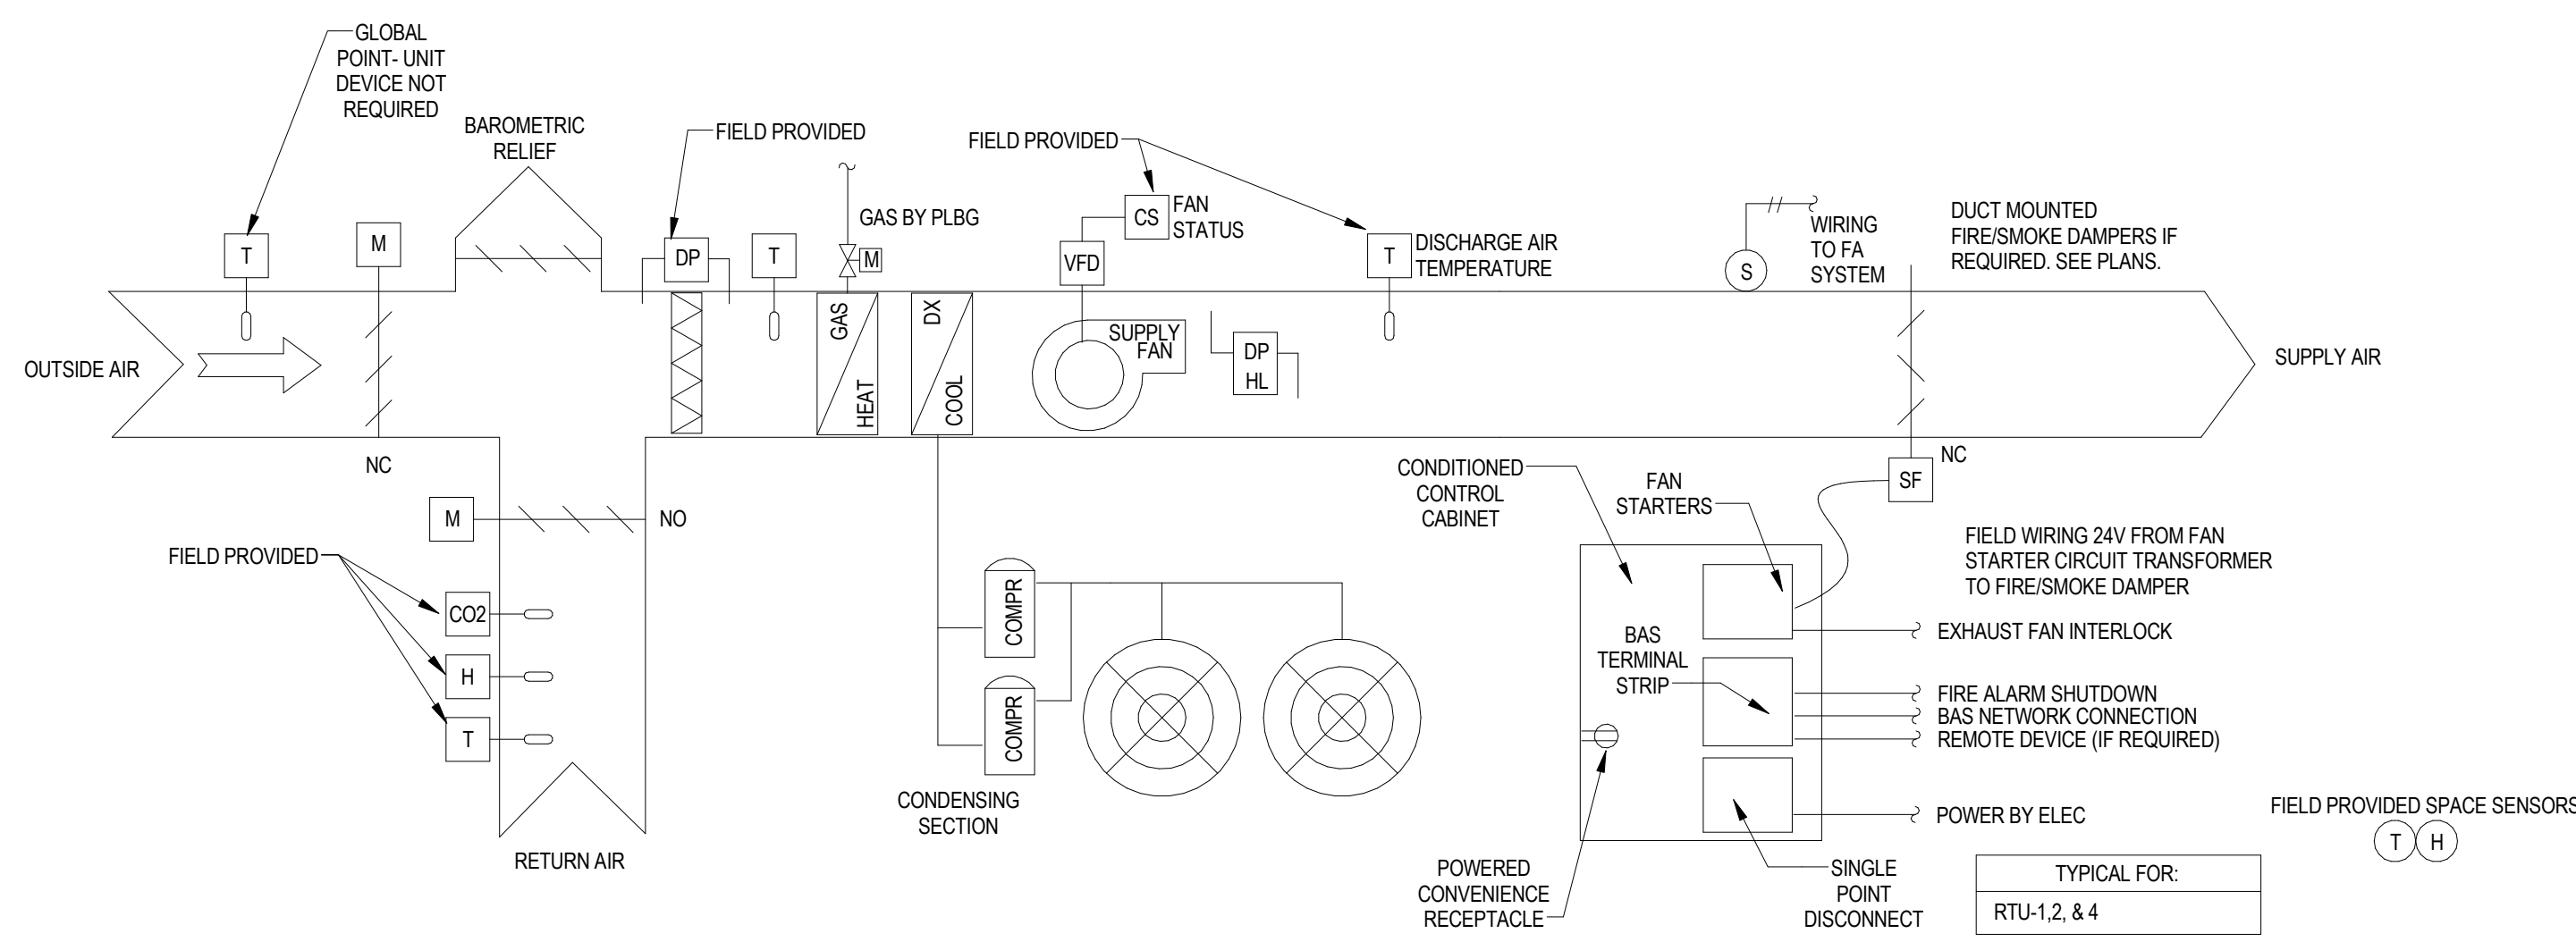 GLOBAL
POINT- UNIT
DEVICE NOT
REQUIRED
BAROMETRIC
RELIEF
FIELD PROVIDED
FIELD PROVIDED
GAS BY PLBG
CS
FAN
STATUS
T
M
DP
T
M
VFD
T
DISCHARGE AIR
TEMPERATURE
S
WIRING
TO FA
SYSTEM
DUCT MOUNTED
FIRE/SMOKE DAMPERS IF
REQUIRED. SEE PLANS.
OUTSIDE AIR
GAS
HEAT
DX
COOL
SUPPLY
FAN
DP
HL
SUPPLY AIR
NC
NC
SF
M
NO
FIELD PROVIDED
CO2
H
T
RETURN AIR
COMPR
COMPR
CONDENSING
SECTION
CONDITIONED
CONTROL
CABINET
FAN
STARTERS
FIELD WIRING 24V FROM FAN
STARTER CIRCUIT TRANSFORMER
TO FIRE/SMOKE DAMPER
EXHAUST FAN INTERLOCK
BAS
TERMINAL
STRIP
FIRE ALARM SHUTDOWN
BAS NETWORK CONNECTION
REMOTE DEVICE (IF REQUIRED)
POWER BY ELEC
POWERED
CONVENIENCE
RECEPTACLE
SINGLE
POINT
DISCONNECT
FIELD PROVIDED SPACE SENSORS
T H
TYPICAL FOR:
RTU-1,2, & 4